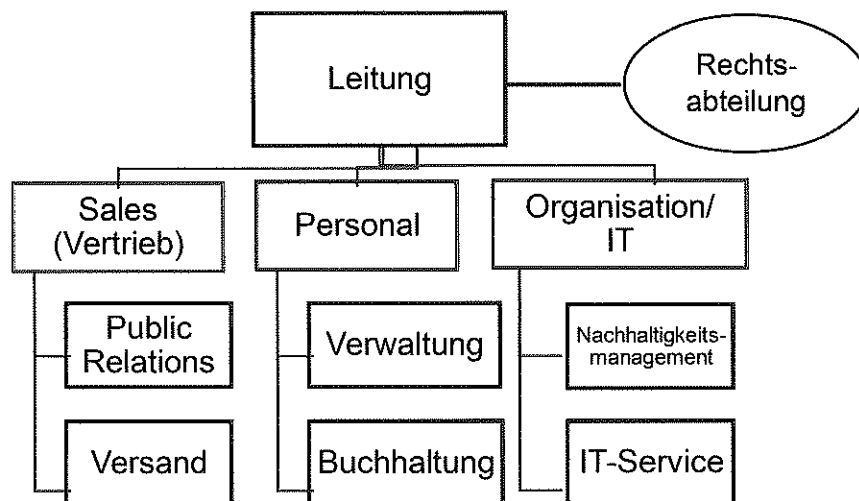 Leitung
Rechts-
abteilung
Sales
(Vertrieb)
Personal
Organisation/
IT
Public
Relations
Verwaltung
Nachhaltigkeits-
management
Versand
Buchhaltung
IT-Service